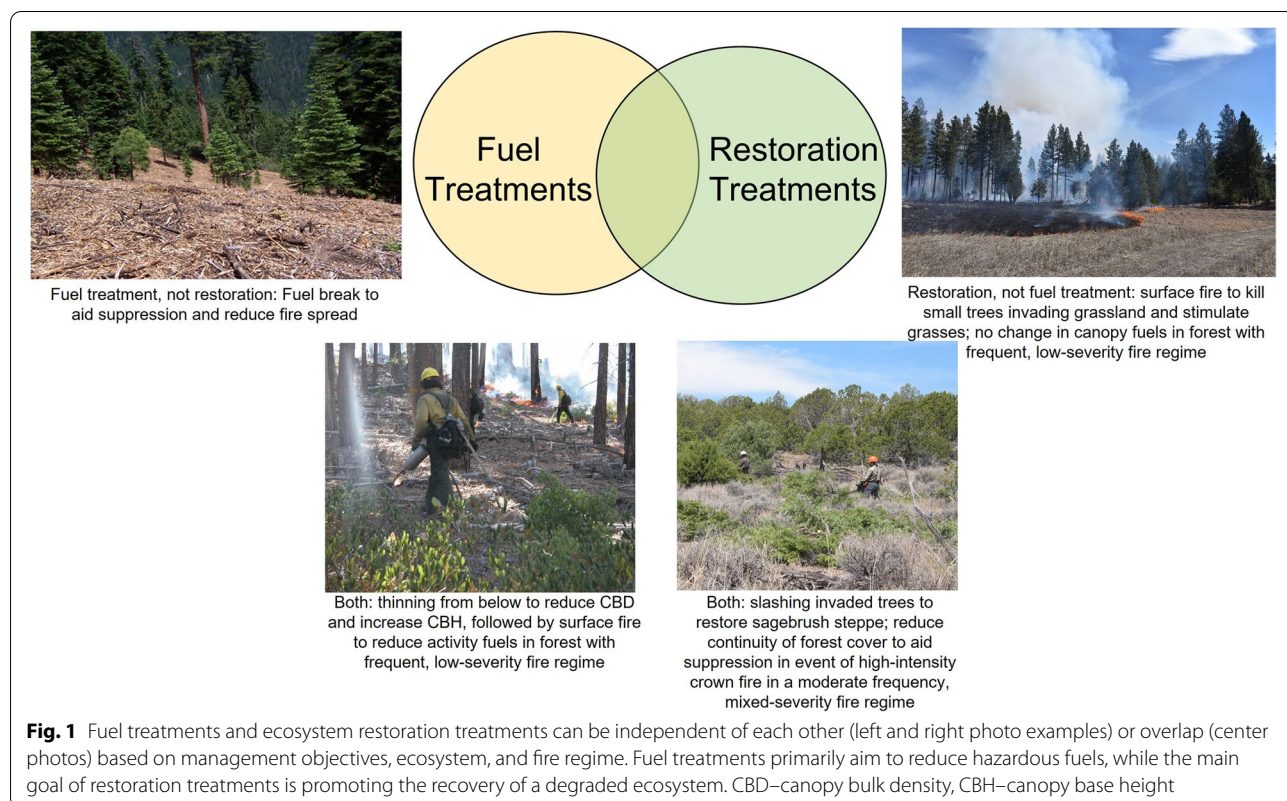 Fuel
Treatments
Restoration
Treatments
Fuel treatment, not restoration: Fuel break to
aid suppression and reduce fire spread
Restoration, not fuel treatment: surface fire to kill
small trees invading grassland and stimulate
grasses; no change in canopy fuels in forest with
frequent, low-severity fire regime
Both: thinning from below to reduce CBD
and increase CBH, followed by surface fire
to reduce activity fuels in forest with
frequent, low-severity fire regime
Both: slashing invaded trees to
restore sagebrush steppe; reduce
continuity of forest cover to aid
suppression in event of high-intensity
crown fire in a moderate frequency,
mixed-severity fire regime
Fig. 1 Fuel treatments and ecosystem restoration treatments can be independent of each other (left and right photo examples) or overlap (center
photos) based on management objectives, ecosystem, and fire regime. Fuel treatments primarily aim to reduce hazardous fuels, while the main
goal of restoration treatments is promoting the recovery of a degraded ecosystem. CBD–canopy bulk density, CBH–canopy base height